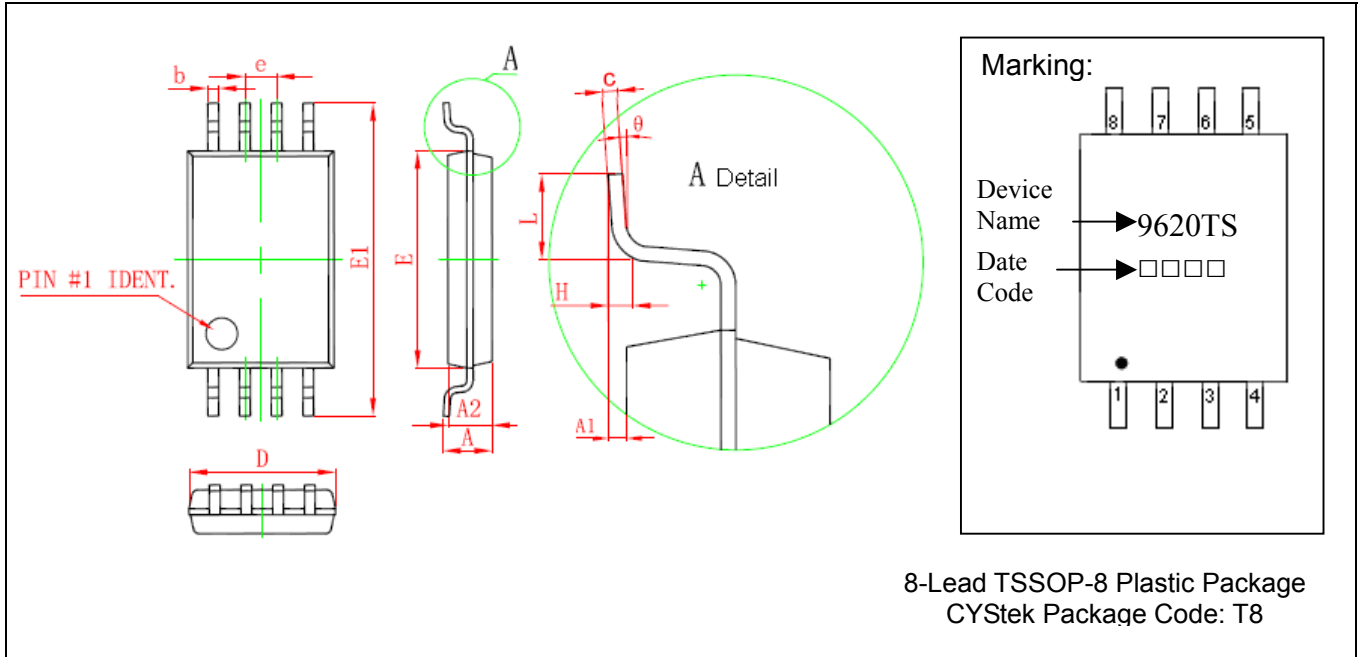 b
e
A
PIN #1 IDENT.
E1
E
A2
A
D
C
θ
A Detail
L
H
A1
Marking:
8 7 6 5
Device
Name
9620TS
Date
Code
□□□□
1 2 3 4
8-Lead TSSOP-8 Plastic Package
CYStek Package Code: T8